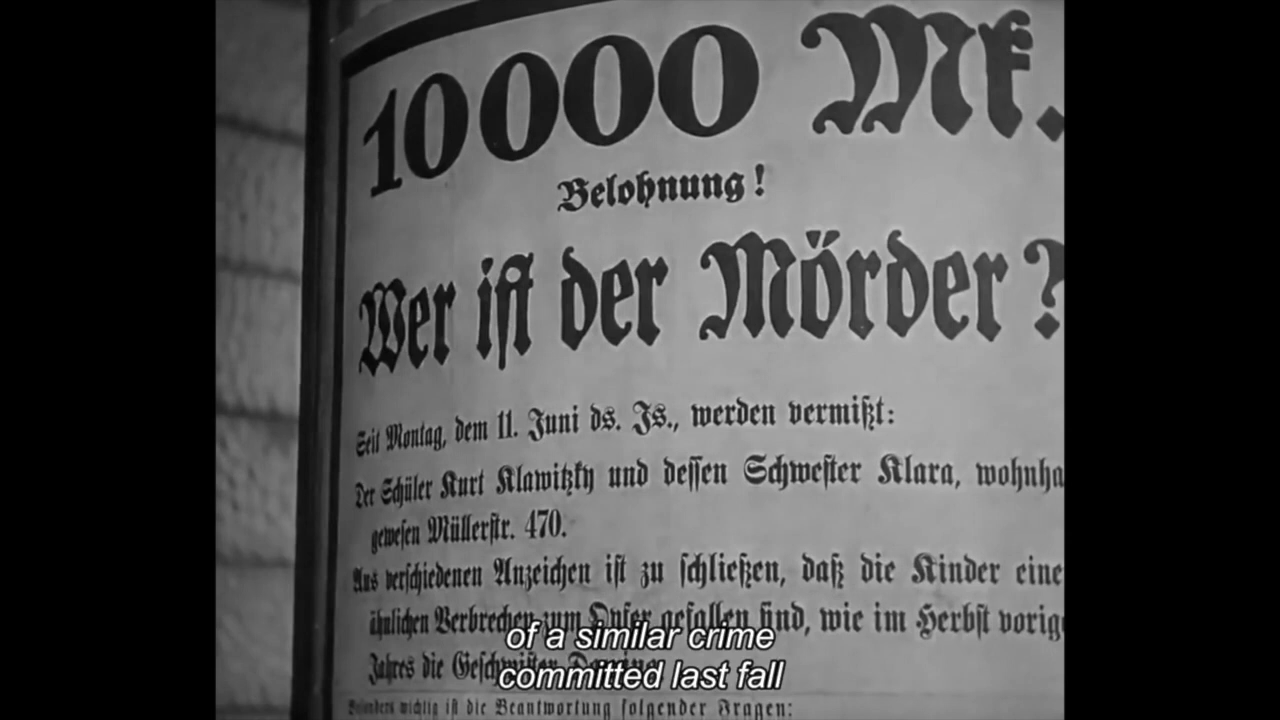 10000 Mk.
Belohnung!
Wer ist der Mörder?
Seit Montag, dem 11. Juni ds. Js., werden vermißt:
Der Schüler Kurt Klawitzky und dessen Schwester Klara, wohnha
gewesen Müllerstr. 470.
Aus verschiedenen Anzeichen ist zu schließen, daß die Kinder eine
ähnlichen Verbrechen zum Opfer gefallen sind, wie im Herbst vorig
of a similar crime
Jahres die Geschwister
committed last fall
Besonders wichtig ist die Beantwortung folgender Fragen: